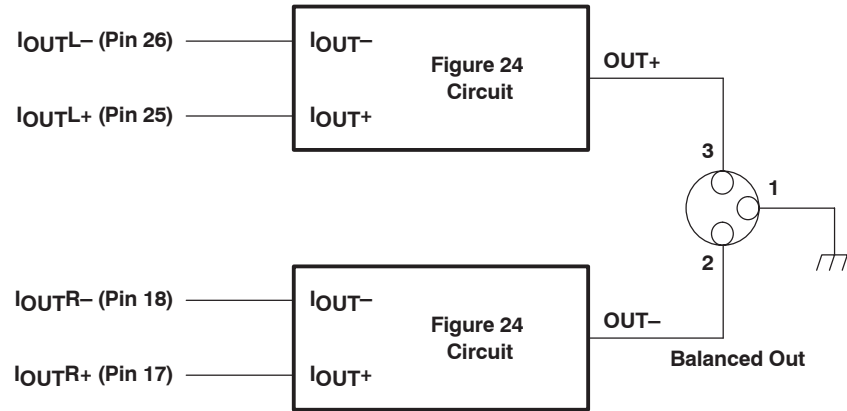 IOUTL– (Pin 26)
IOUT–
Figure 24
Circuit
OUT+
IOUTL+ (Pin 25)
IOUT+
3
1
2
IOUTR– (Pin 18)
IOUT–
Figure 24
Circuit
OUT–
Balanced Out
IOUTR+ (Pin 17)
IOUT+